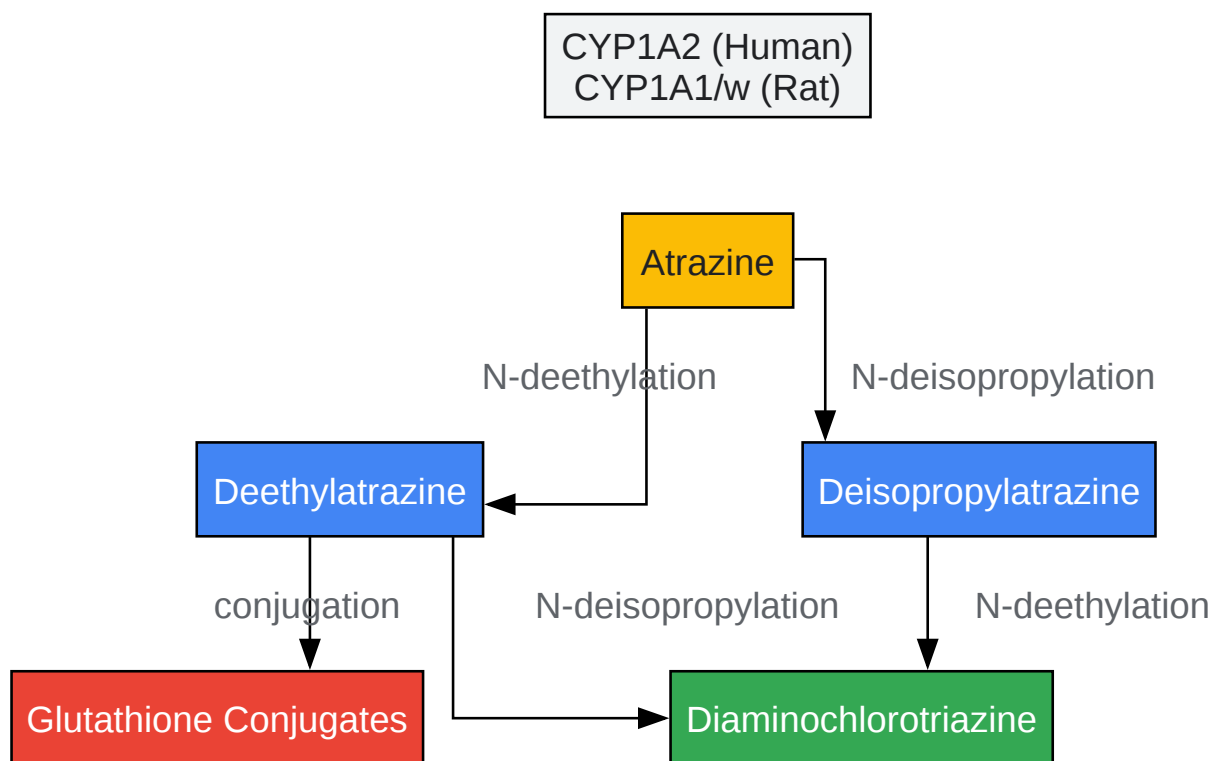 CYP1A2 (Human)
CYP1A1/w (Rat)
Atrazine
N-deethylation
N-deisopropylation
Deethylatrazine
Deisopropylatrazine
conjugation
N-deisopropylation
N-deethylation
Glutathione Conjugates
Diaminochlorotriazine